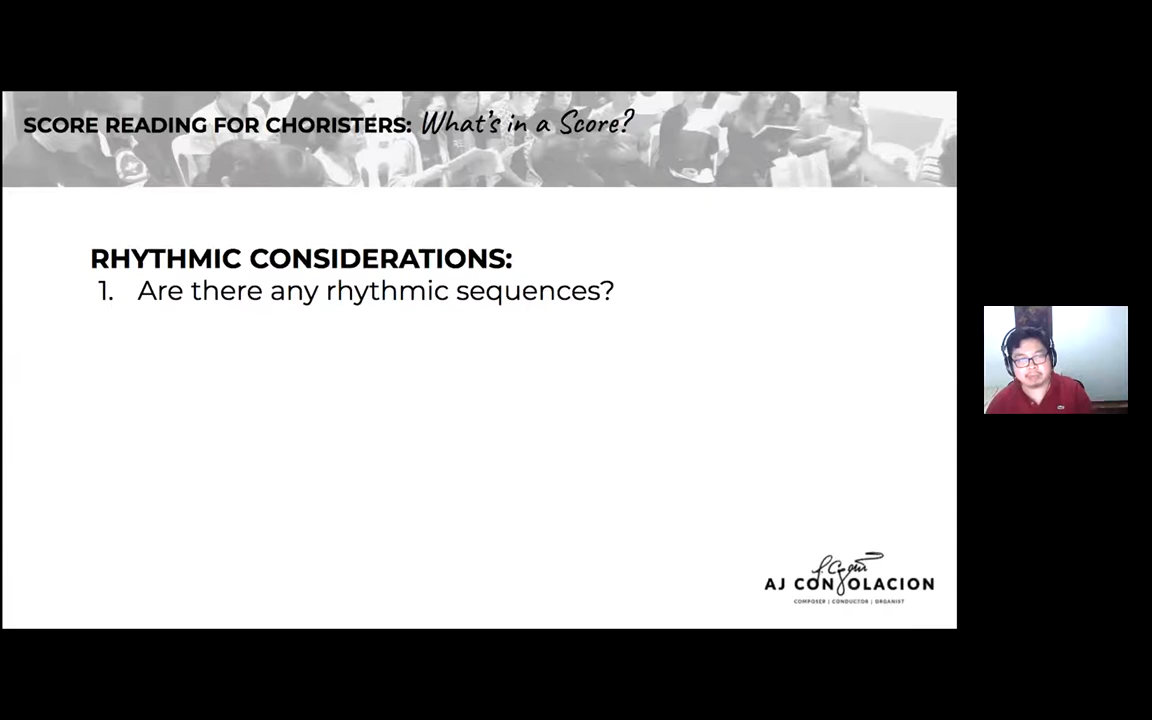 SCORE READING FOR CHORISTERS: What's in a Score?
RHYTHMIC CONSIDERATIONS:
1. Are there any rhythmic sequences?
AJ CONSOLACION
COMPOSER | CONDUCTOR | ORGANIST